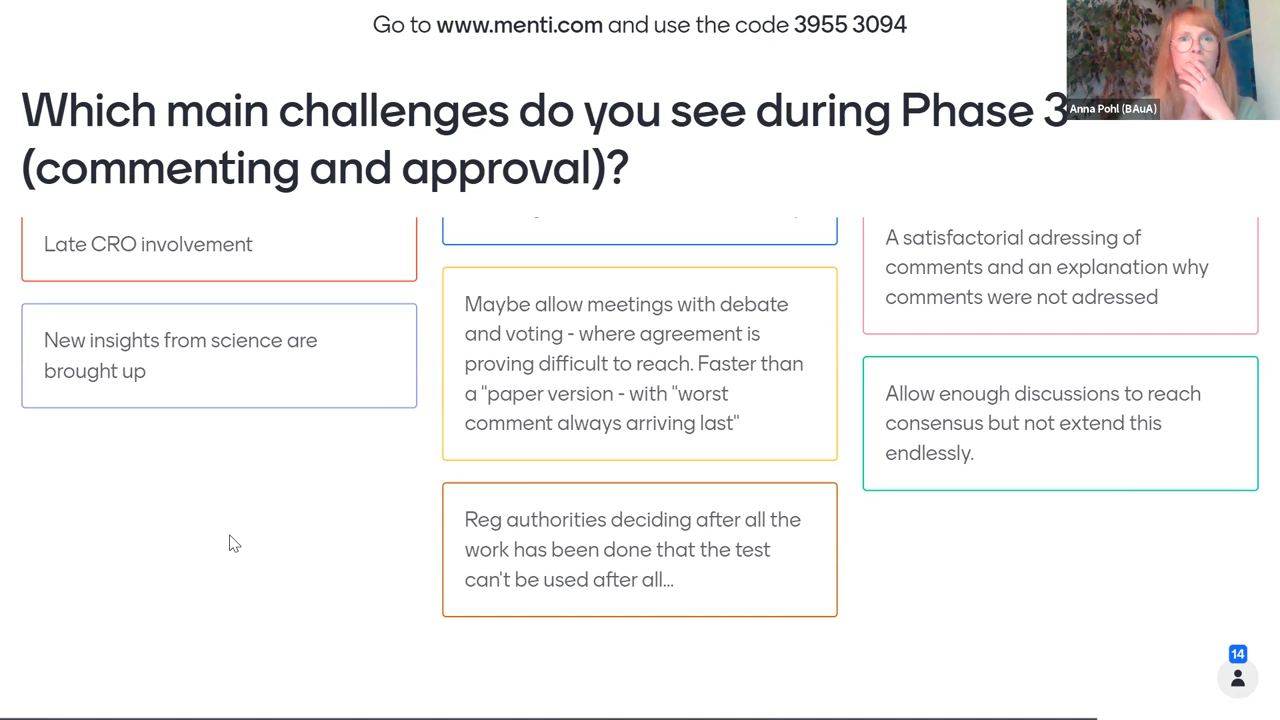 Go to www.menti.com and use the code 3955 3094
Anna Pohl (BAuA)
Which main challenges do you see during Phase 3
(commenting and approval)?
Late CRO involvement
New insights from science are
brought up
Maybe allow meetings with debate
and voting - where agreement is
proving difficult to reach. Faster than
a "paper version - with "worst
comment always arriving last"
Reg authorities deciding after all the
work has been done that the test
can't be used after all...
A satisfactorial adressing of
comments and an explanation why
comments were not adressed
Allow enough discussions to reach
consensus but not extend this
endlessly.
14